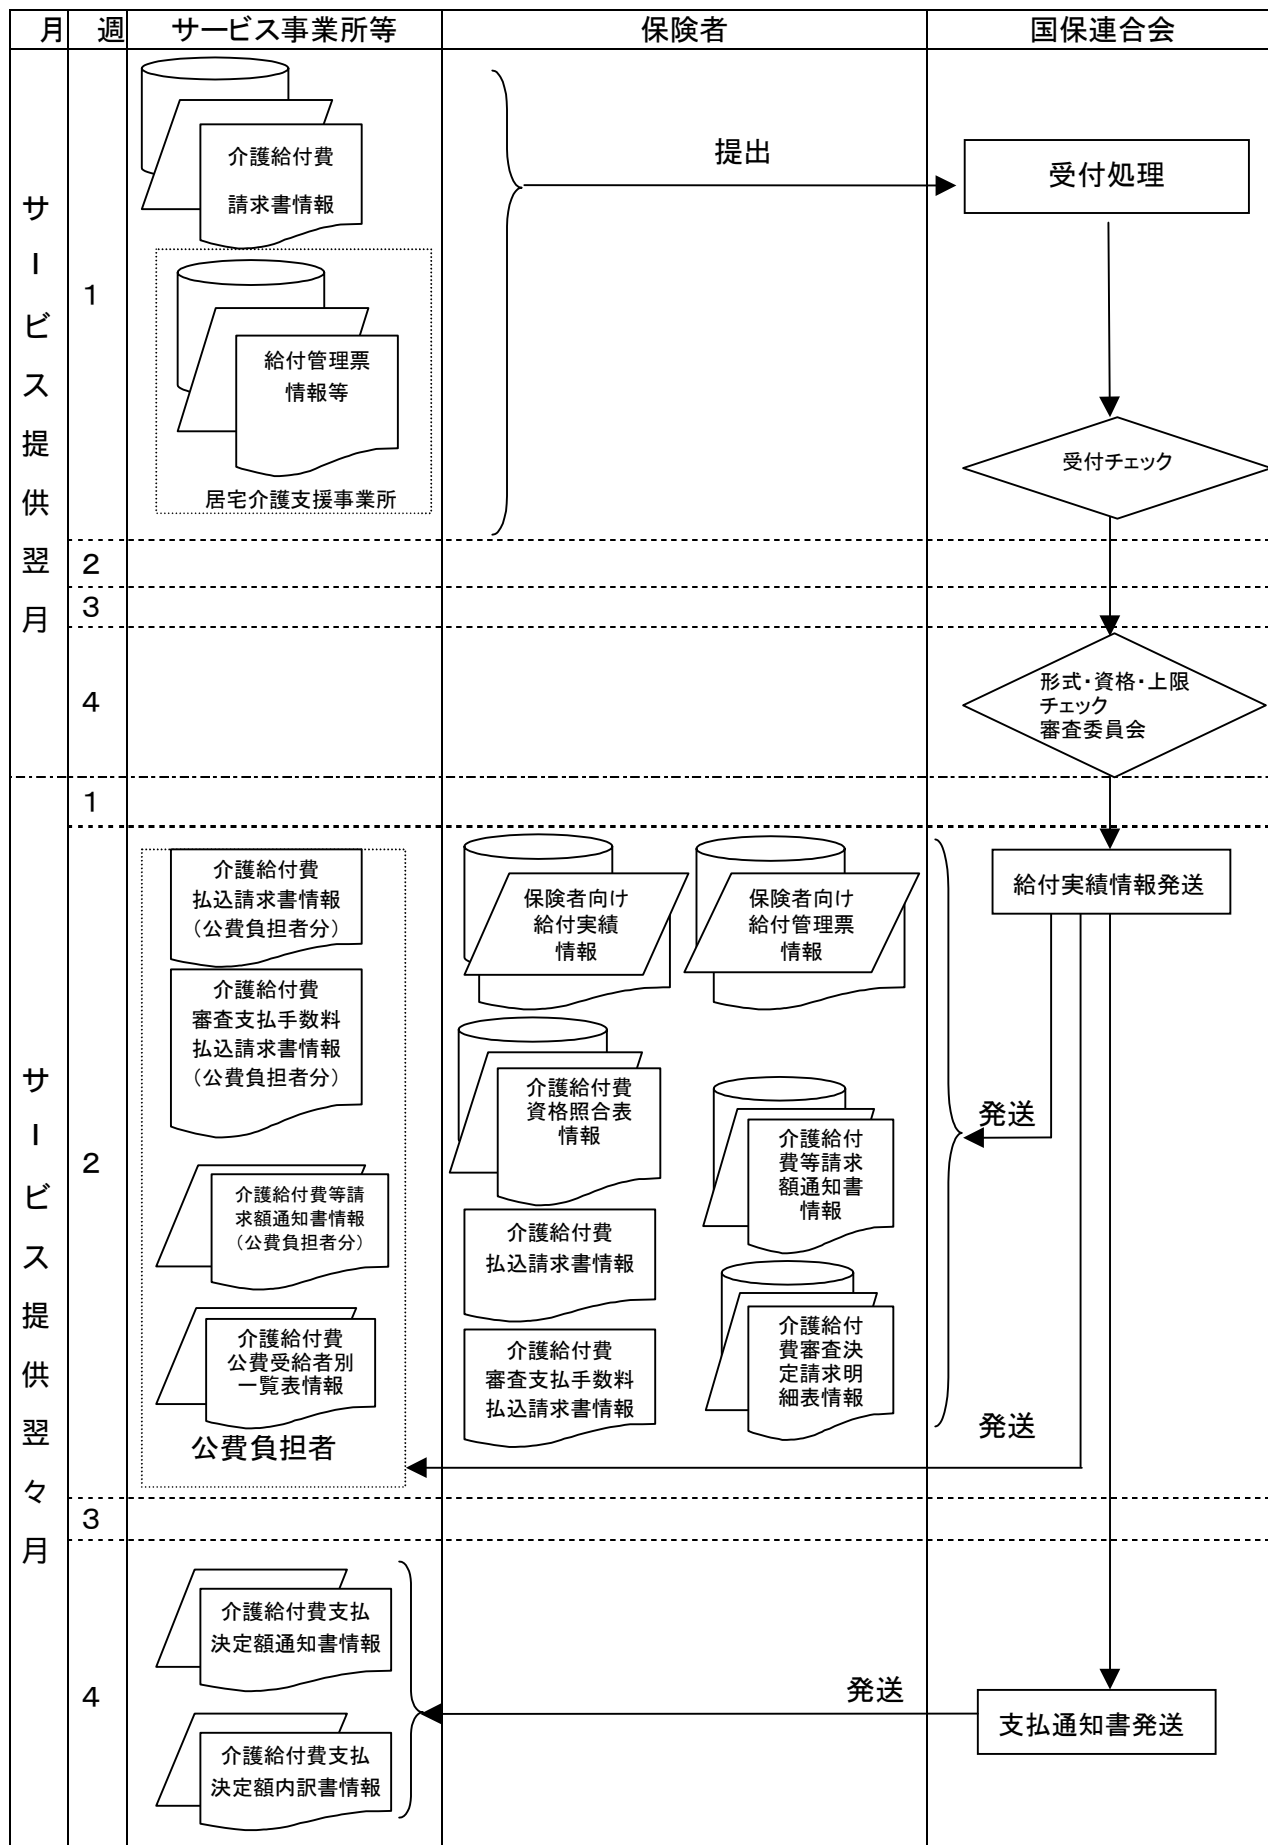 月 週 サービス事業所等 保険者 国保連合会
サービス提供翌月
1
介護給付費
請求書情報
給付管理票
情報等
居宅介護支援事業所
提出
受付処理
受付チェック
2
3
4
形式・資格・上限
チェック
審査委員会
サービス提供翌々月
1
2
介護給付費
払込請求書情報
（公費負担者分）
介護給付費
審査支払手数料
払込請求書情報
（公費負担者分）
介護給付費等請
求額通知書情報
（公費負担者分）
介護給付費
公費受給者別
一覧表情報
公費負担者
保険者向け
給付実績
情報
保険者向け
給付管理票
情報
介護給付費
資格照合表
情報
介護給付
費等請求
額通知書
情報
介護給付費
払込請求書情報
介護給付費
審査支払手数料
払込請求書情報
介護給付
費審査決
定請求明
細表情報
給付実績情報発送
発送
発送
3
4
介護給付費支払
決定額通知書情報
介護給付費支払
決定額内訳書情報
発送
支払通知書発送